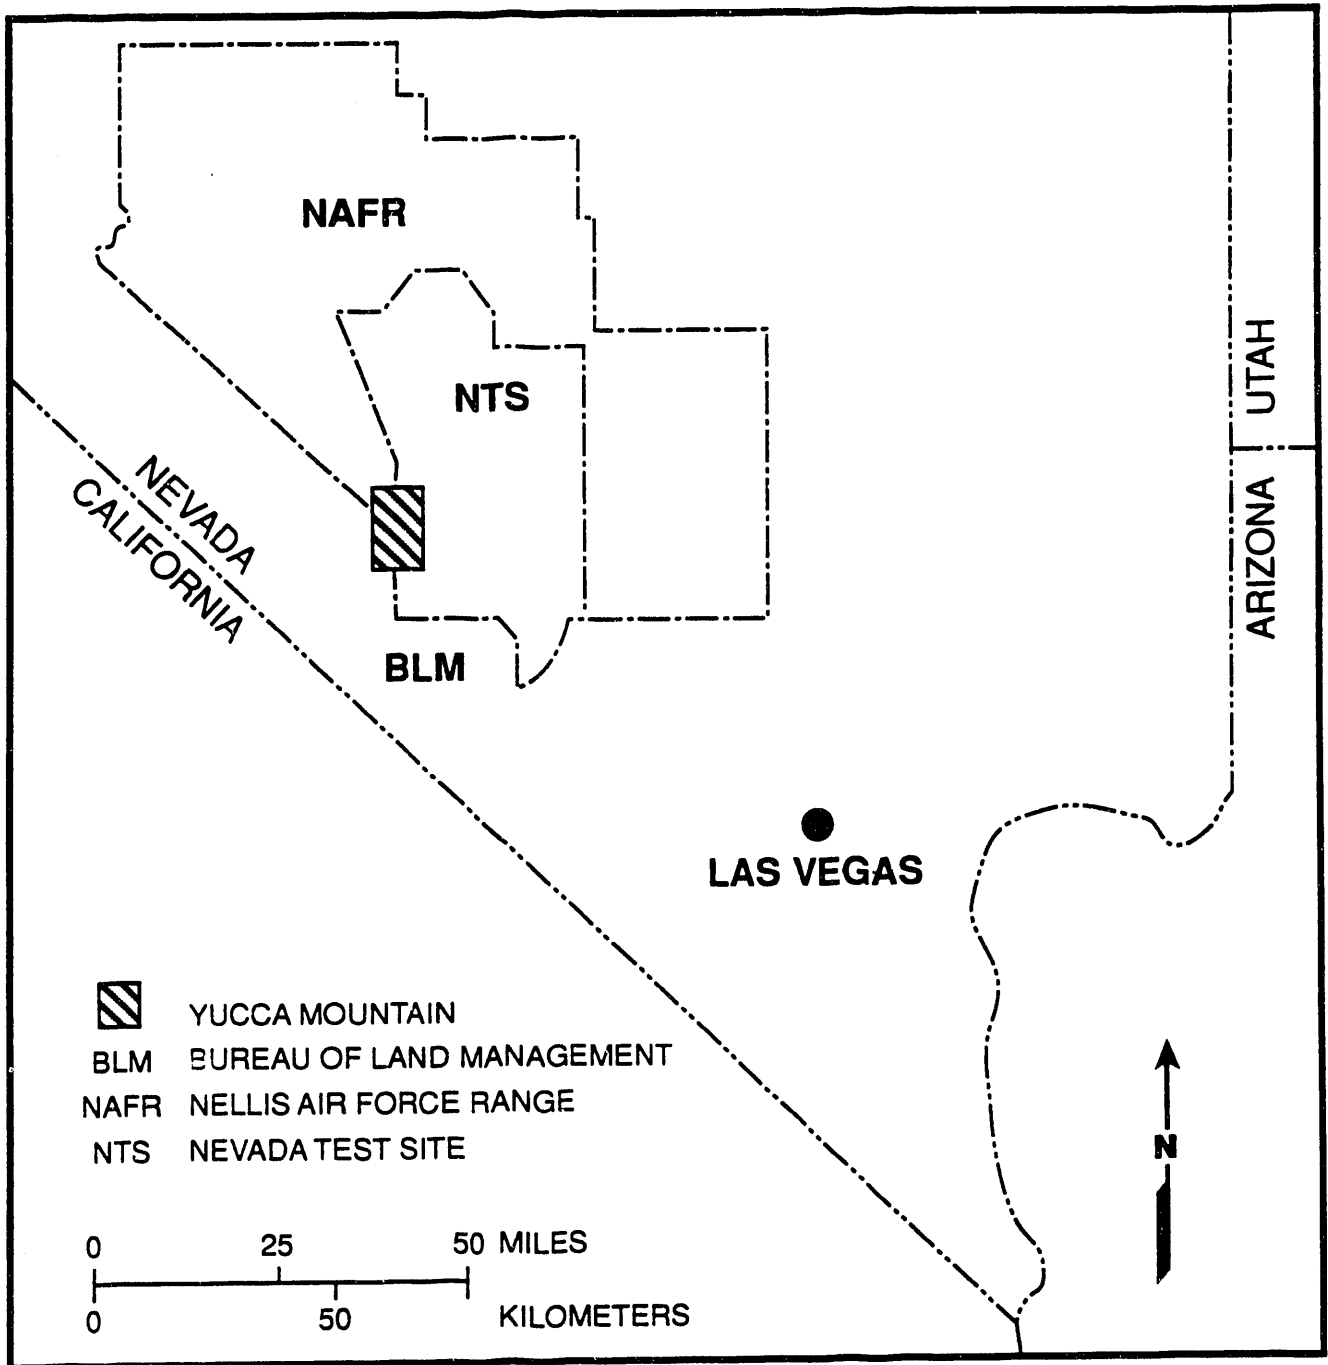 NAFR
NTS
UTAH
ARIZONA
NEVADA
CALIFORNIA
BLM
LAS VEGAS
YUCCA MOUNTAIN
BLM BUREAU OF LAND MANAGEMENT
NAFR NELLIS AIR FORCE RANGE
NTS NEVADA TEST SITE
N
0 25 50 MILES
0 50 KILOMETERS